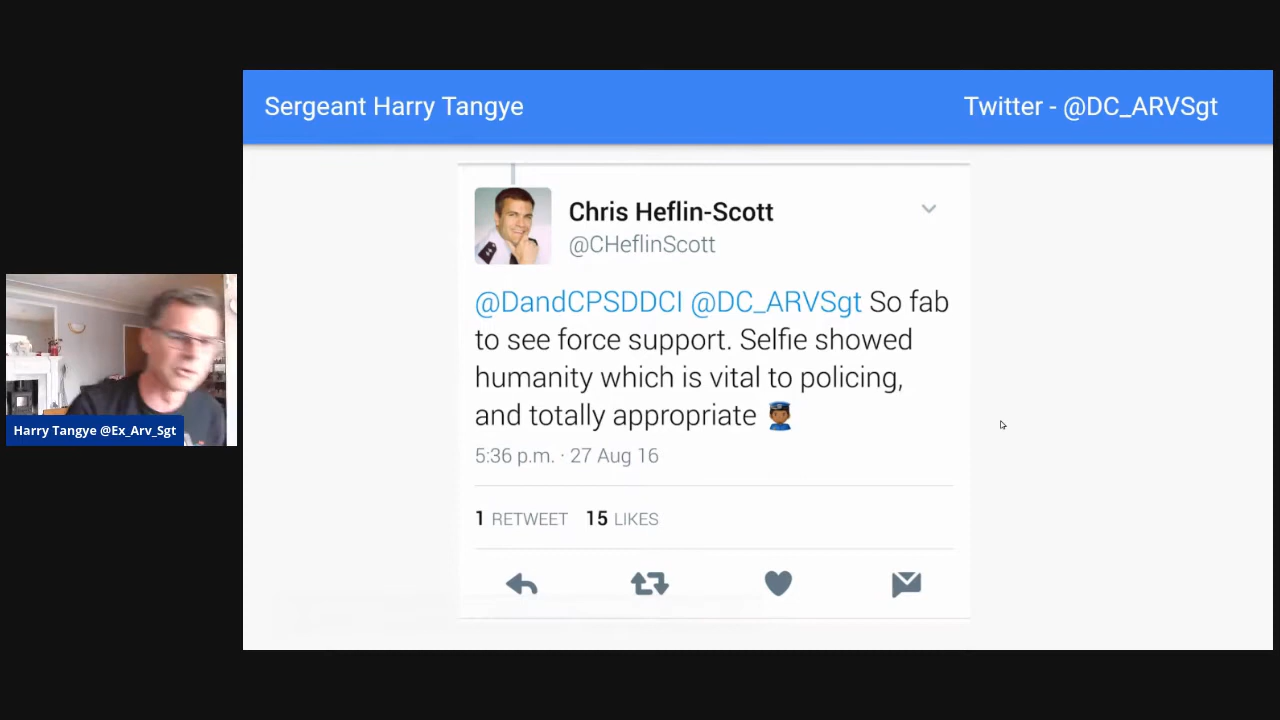 Sergeant Harry Tangye
Twitter - @DC_ARVSgt
Chris Heflin-Scott
@CHeflinScott
@DandCPSDDCI @DC_ARVSgt So fab
to see force support. Selfie showed
humanity which is vital to policing,
and totally appropriate 👮🏾
5:36 p.m. · 27 Aug 16
1 RETWEET 15 LIKES
Harry Tangye @Ex_Arv_Sgt